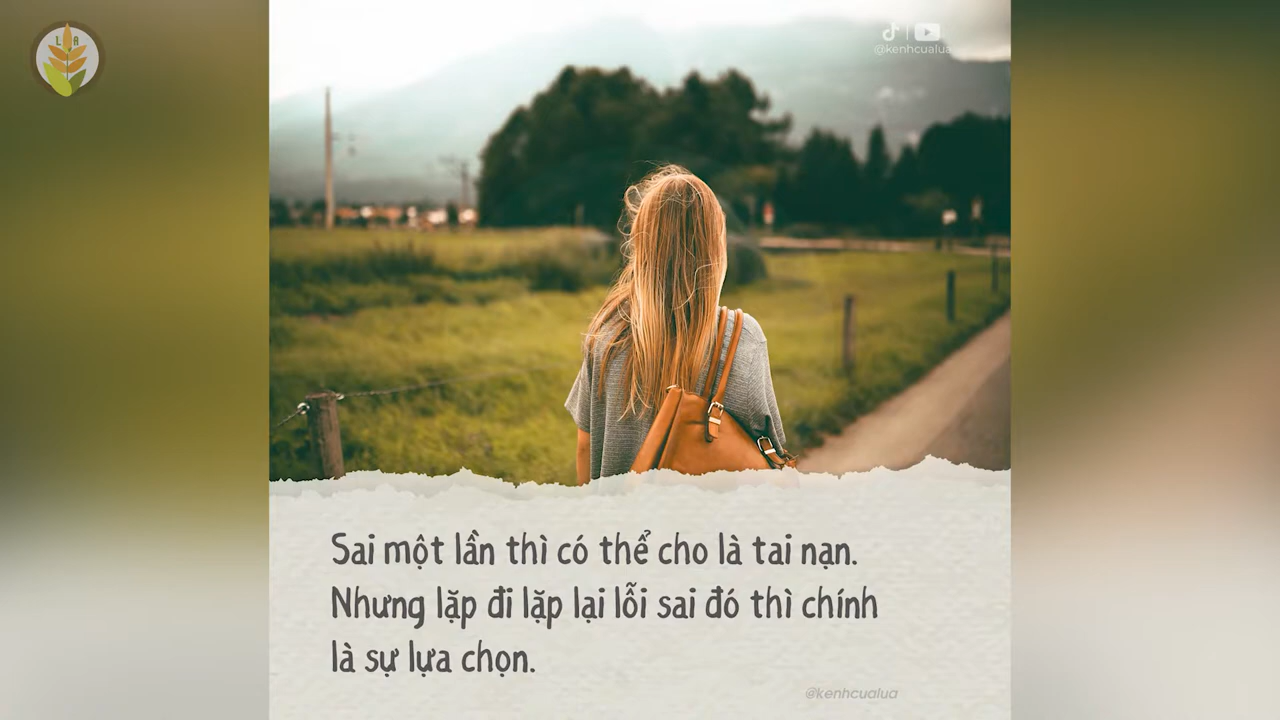 L A
@kenhcualua
Sai một lần thì có thể cho là tai nạn.
Nhưng lặp đi lặp lại lỗi sai đó thì chính
là sự lựa chọn.
@kenhcualua